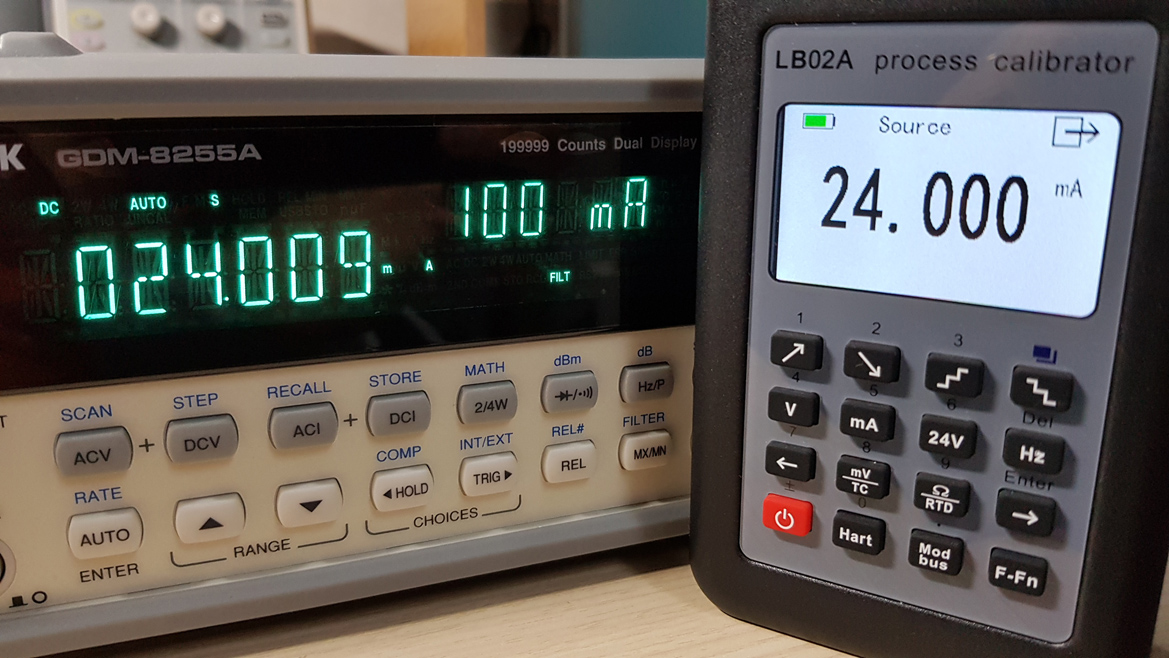 K GDM-8255A
199999 Counts Dual Display
DC AUTO S
100 mA
024.009 m A
FILT
SCAN STEP RECALL STORE MATH dBm dB
ACV + DCV ACI + DCI 2/4W Hz/P
RATE COMP INT/EXT REL# FILTER
AUTO HOLD TRIG REL MX/MN
ENTER RANGE CHOICES
LB02A process calibrator
Source
24.000 mA
1 2 3
4 5 6 Del
V mA 24V Hz
7 8 9 Enter
mV/TC Ω/RTD
± 0 .
Hart Mod bus F-Fn